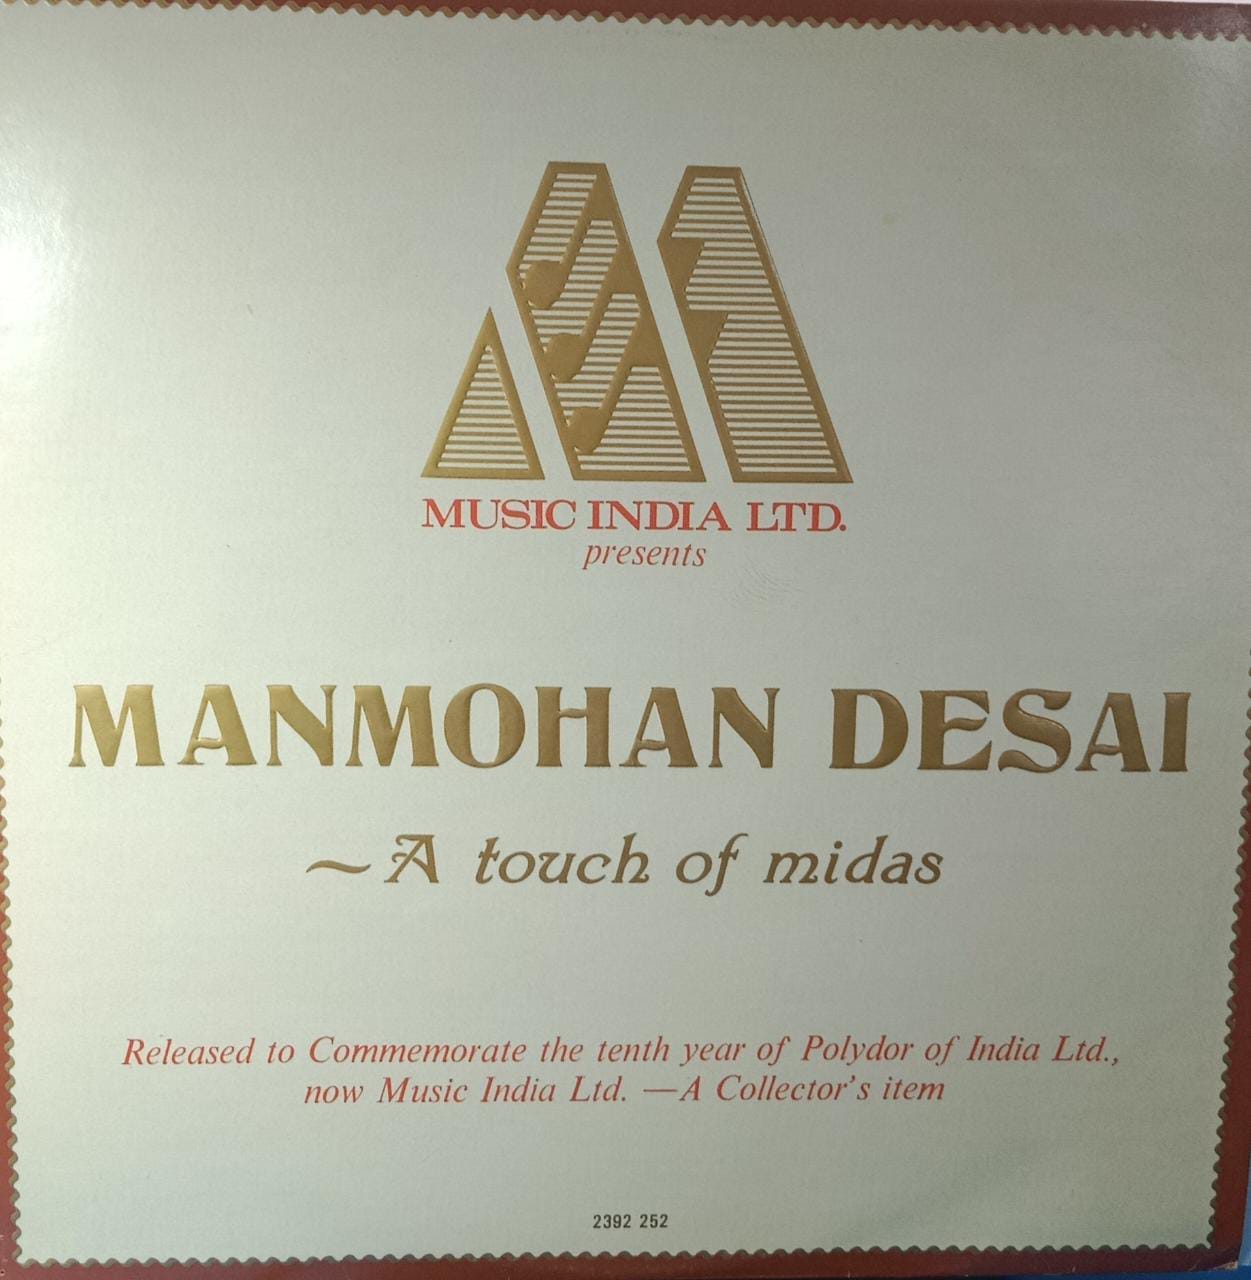 MUSIC INDIA LTD.
presents
MANMOHAN DESAI
~A touch of midas
Released to Commemorate the tenth year of Polydor of India Ltd.,
now Music India Ltd. —A Collector's item
2392 252